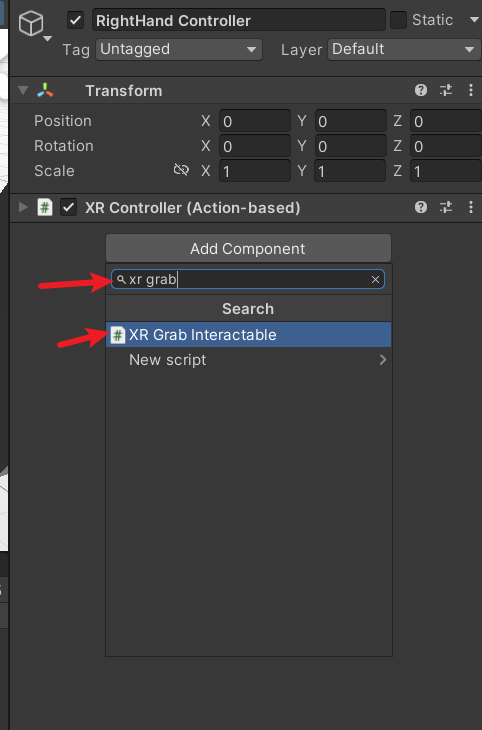 RightHand Controller Static
Tag Untagged Layer Default
Transform
Position X 0 Y 0 Z 0
Rotation X 0 Y 0 Z 0
Scale X 1 Y 1 Z 1
# XR Controller (Action-based)
Add Component
xr grab
Search
# XR Grab Interactable
New script